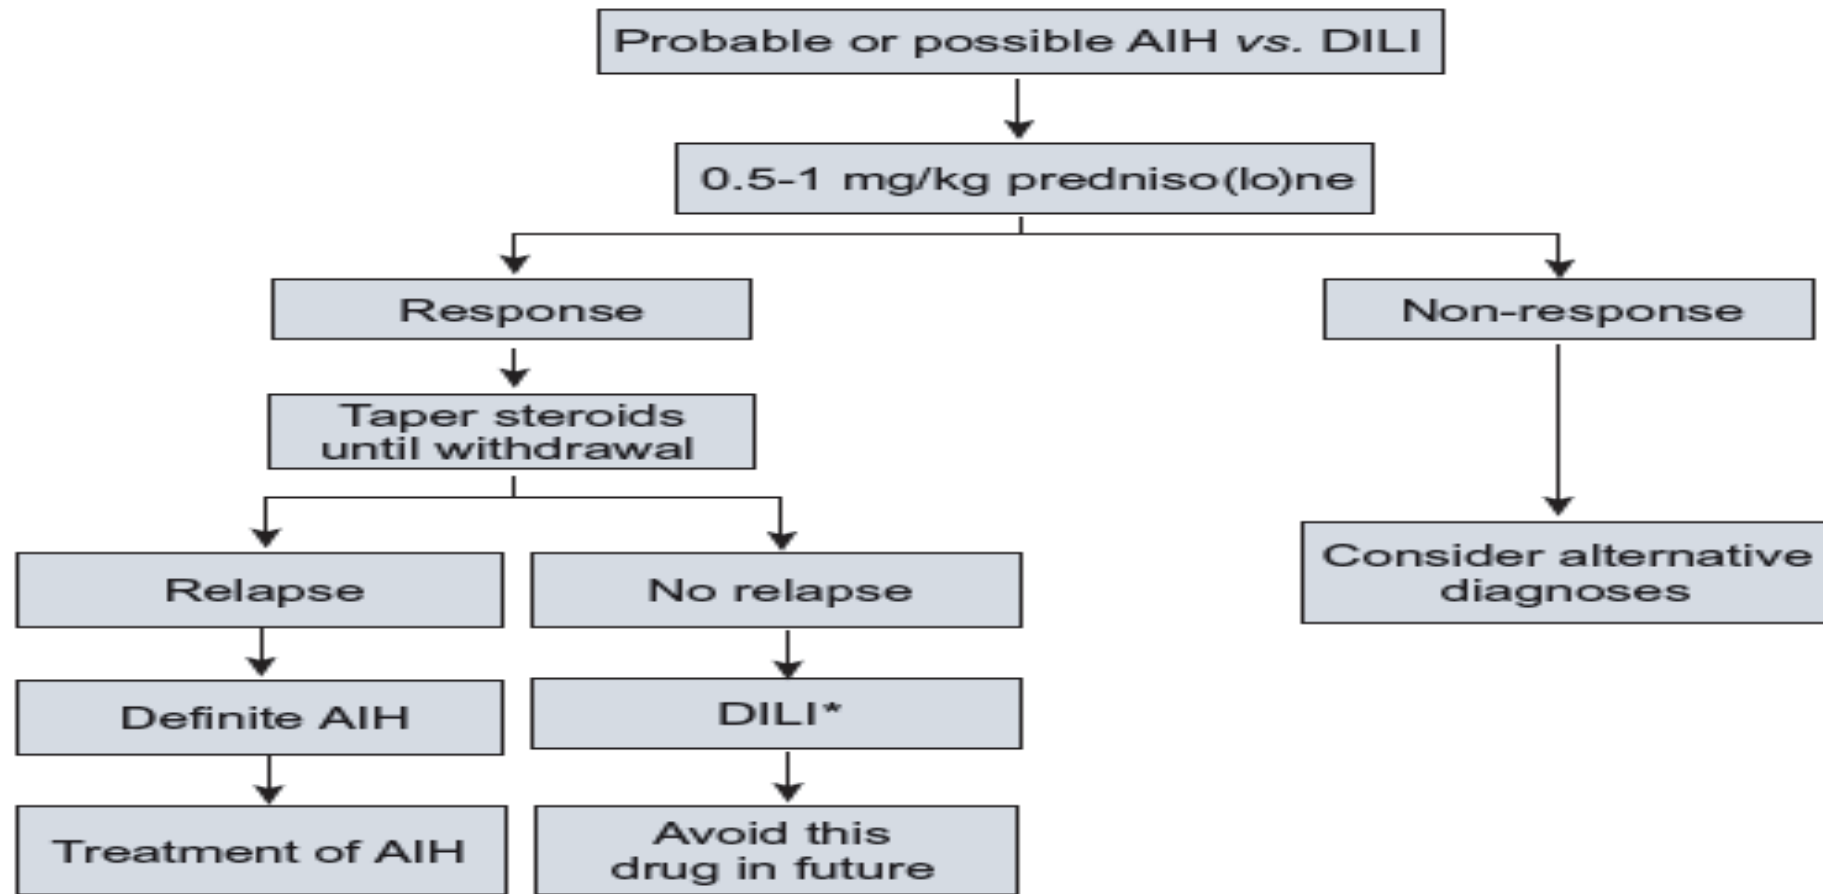 Probable or possible AIH vs. DILI
0.5-1 mg/kg predniso(lo)ne
Response
Non-response
Taper steroids
until withdrawal
Relapse
No relapse
Consider alternative
diagnoses
Definite AIH
DILI*
Treatment of AIH
Avoid this
drug in future